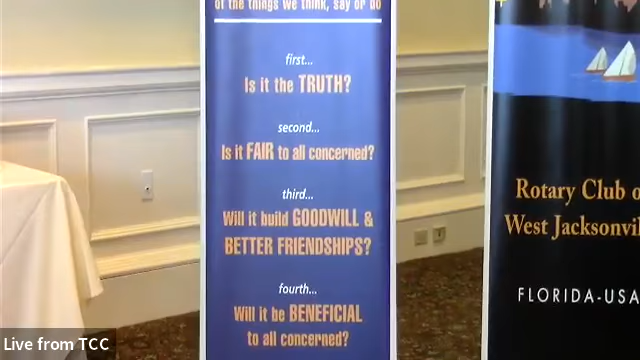 of the things we think, say or do
first...
Is it the TRUTH?
second...
Is it FAIR to all concerned?
third...
Will it build GOODWILL &
BETTER FRIENDSHIPS?
fourth...
Will it be BENEFICIAL
to all concerned?
Rotary Club
West Jacksonvil
FLORIDA-USA
Live from TCC